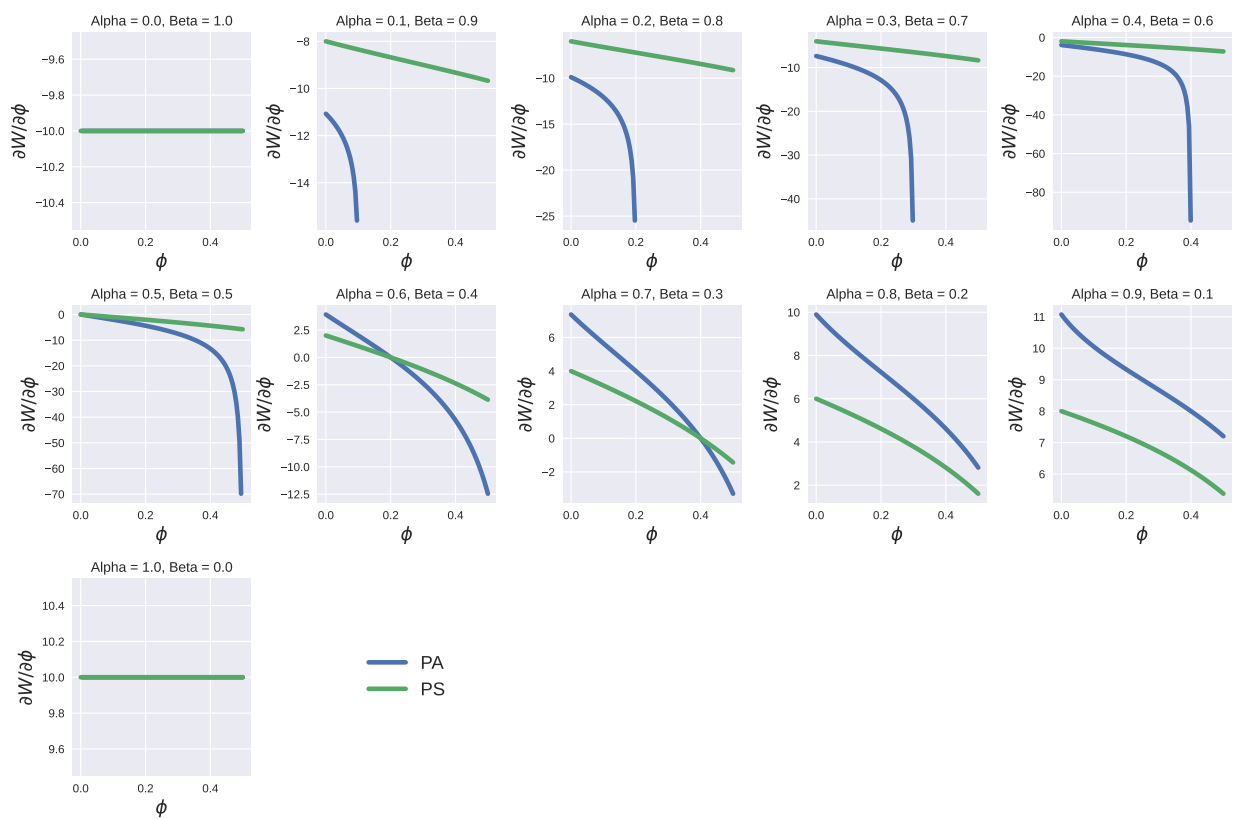 Alpha = 0.0, Beta = 1.0
−9.6
−9.8
−10.0
−10.2
−10.4
0.0 0.2 0.4
∂W/∂ϕ
ϕ
Alpha = 0.1, Beta = 0.9
−8
−10
−12
−14
0.0 0.2 0.4
∂W/∂ϕ
ϕ
Alpha = 0.2, Beta = 0.8
−10
−15
−20
−25
0.0 0.2 0.4
∂W/∂ϕ
ϕ
Alpha = 0.3, Beta = 0.7
−10
−20
−30
−40
0.0 0.2 0.4
∂W/∂ϕ
ϕ
Alpha = 0.4, Beta = 0.6
0
−20
−40
−60
−80
0.0 0.2 0.4
∂W/∂ϕ
ϕ
Alpha = 0.5, Beta = 0.5
0
−10
−20
−30
−40
−50
−60
−70
0.0 0.2 0.4
∂W/∂ϕ
ϕ
Alpha = 0.6, Beta = 0.4
2.5
0.0
−2.5
−5.0
−7.5
−10.0
−12.5
0.0 0.2 0.4
∂W/∂ϕ
ϕ
Alpha = 0.7, Beta = 0.3
6
4
2
0
−2
0.0 0.2 0.4
∂W/∂ϕ
ϕ
Alpha = 0.8, Beta = 0.2
10
8
6
4
2
0.0 0.2 0.4
∂W/∂ϕ
ϕ
Alpha = 0.9, Beta = 0.1
11
10
9
8
7
6
0.0 0.2 0.4
∂W/∂ϕ
ϕ
Alpha = 1.0, Beta = 0.0
10.4
10.2
10.0
9.8
9.6
0.0 0.2 0.4
∂W/∂ϕ
ϕ
PA
PS